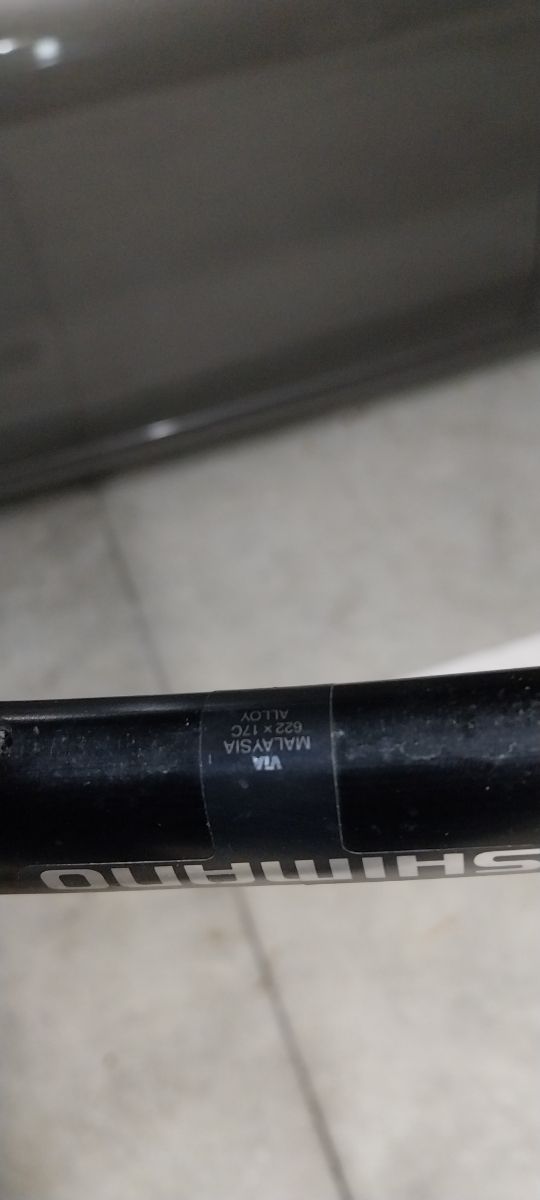 SHIMANO
VIA
MALAYSIA
622 x 17C
ALLOY